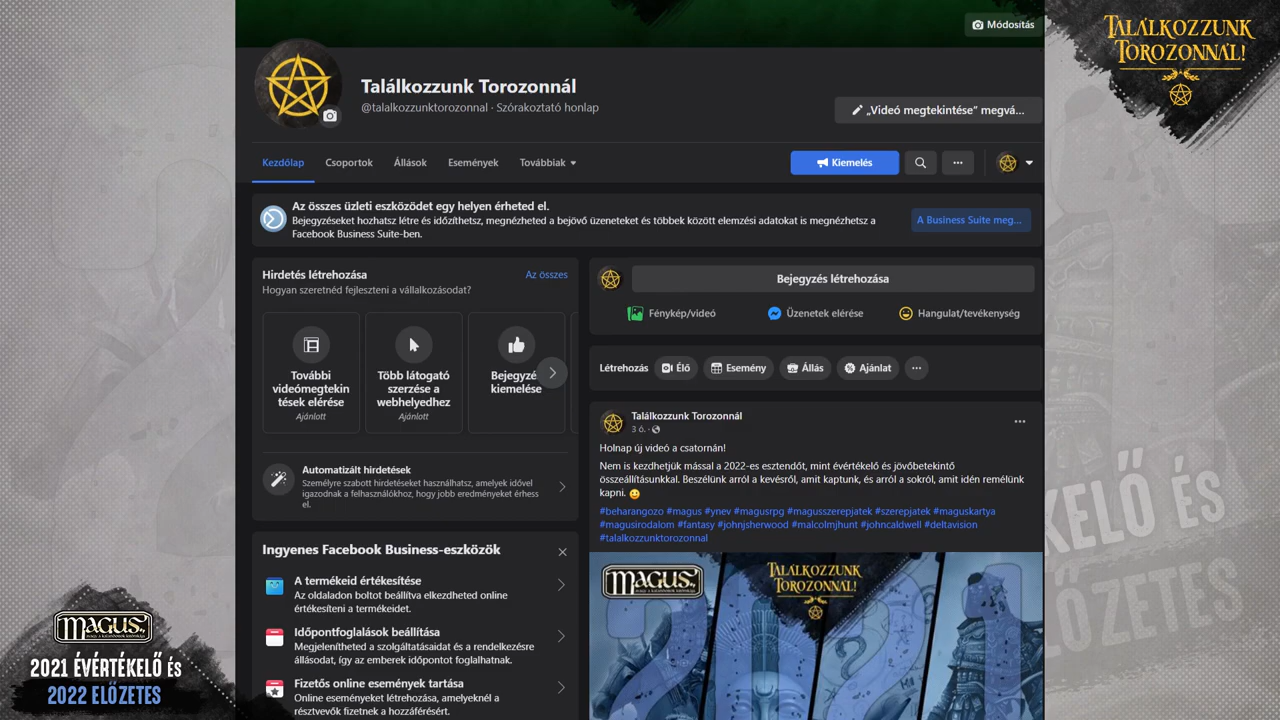 Módosítás
TALÁLKOZZUNK
TOROZONNÁL!
Találkozzunk Torozonnál
@talalkozzunktorozonnal · Szórakoztató honlap
„Videó megtekintése” megvá...
Kezdőlap
Csoportok
Állások
Események
Továbbiak
Kiemelés
Az összes üzleti eszközödet egy helyen érheted el.
Bejegyzéseket hozhatsz létre és időzíthetsz, megnézheted a bejövő üzeneteket és többek között elemzési adatokat is megnézhetsz a
Facebook Business Suite-ben.
A Business Suite meg...
Hirdetés létrehozása
Az összes
Hogyan szeretnéd fejleszteni a vállalkozásodat?
További
videómegtekin
tések elérése
Ajánlott
Több látogató
szerzése a
webhelyedhez
Ajánlott
Bejegyzé
kiemelése
Automatizált hirdetések
Személyre szabott hirdetéseket használhatsz, amelyek idővel
igazodnak a felhasználókhoz, hogy jobb eredményeket érhess
el.
Ingyenes Facebook Business-eszközök
A termékeid értékesítése
Az oldaladon boltot beállítva elkezdheted online
értékesíteni a termékeidet.
Időpontfoglalások beállítása
Megjelenítheted a szolgáltatásaidat és a rendelkezésre
állásodat, így az emberek időpontot foglalhatnak.
Fizetős online események tartása
Online eseményeket létrehozása, amelyeknél a
résztvevők fizetnek a hozzáférésért.
Bejegyzés létrehozása
Fénykép/videó
Üzenetek elérése
Hangulat/tevékenység
Létrehozás
Élő
Esemény
Állás
Ajánlat
Találkozzunk Torozonnál
3 ó. ·
Holnap új videó a csatornán!
Nem is kezdhetjük mással a 2022-es esztendőt, mint évértékelő és jövőbetekintő
összeállításunkkal. Beszélünk arról a kevésről, amit kaptunk, és arról a sokról, amit idén remélünk
kapni. 😃
#beharangozo #magus #ynev #magusrpg #magusszerepjatek #szerepjatek #maguskartya
#magusirodalom #fantasy #johnjsherwood #malcolmjhunt #johncaldwell #deltavision
#talalkozzunktorozonnal
MAGUS
TALÁLKOZZUNK
TOROZONNÁL!
2021
KELŐ ÉS
ELŐZETES
MAGUS
2021 ÉVÉRTÉKELŐ ÉS
2022 ELŐZETES